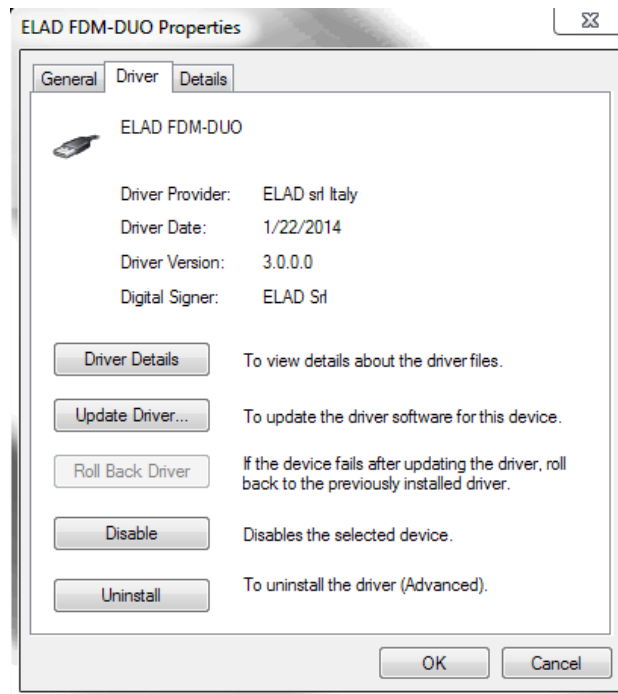 ELAD FDM-DUO Properties
General Driver Details
ELAD FDM-DUO
Driver Provider: ELAD srl Italy
Driver Date: 1/22/2014
Driver Version: 3.0.0.0
Digital Signer: ELAD Srl
Driver Details To view details about the driver files.
Update Driver... To update the driver software for this device.
Roll Back Driver If the device fails after updating the driver, roll
back to the previously installed driver.
Disable Disables the selected device.
Uninstall To uninstall the driver (Advanced).
OK Cancel